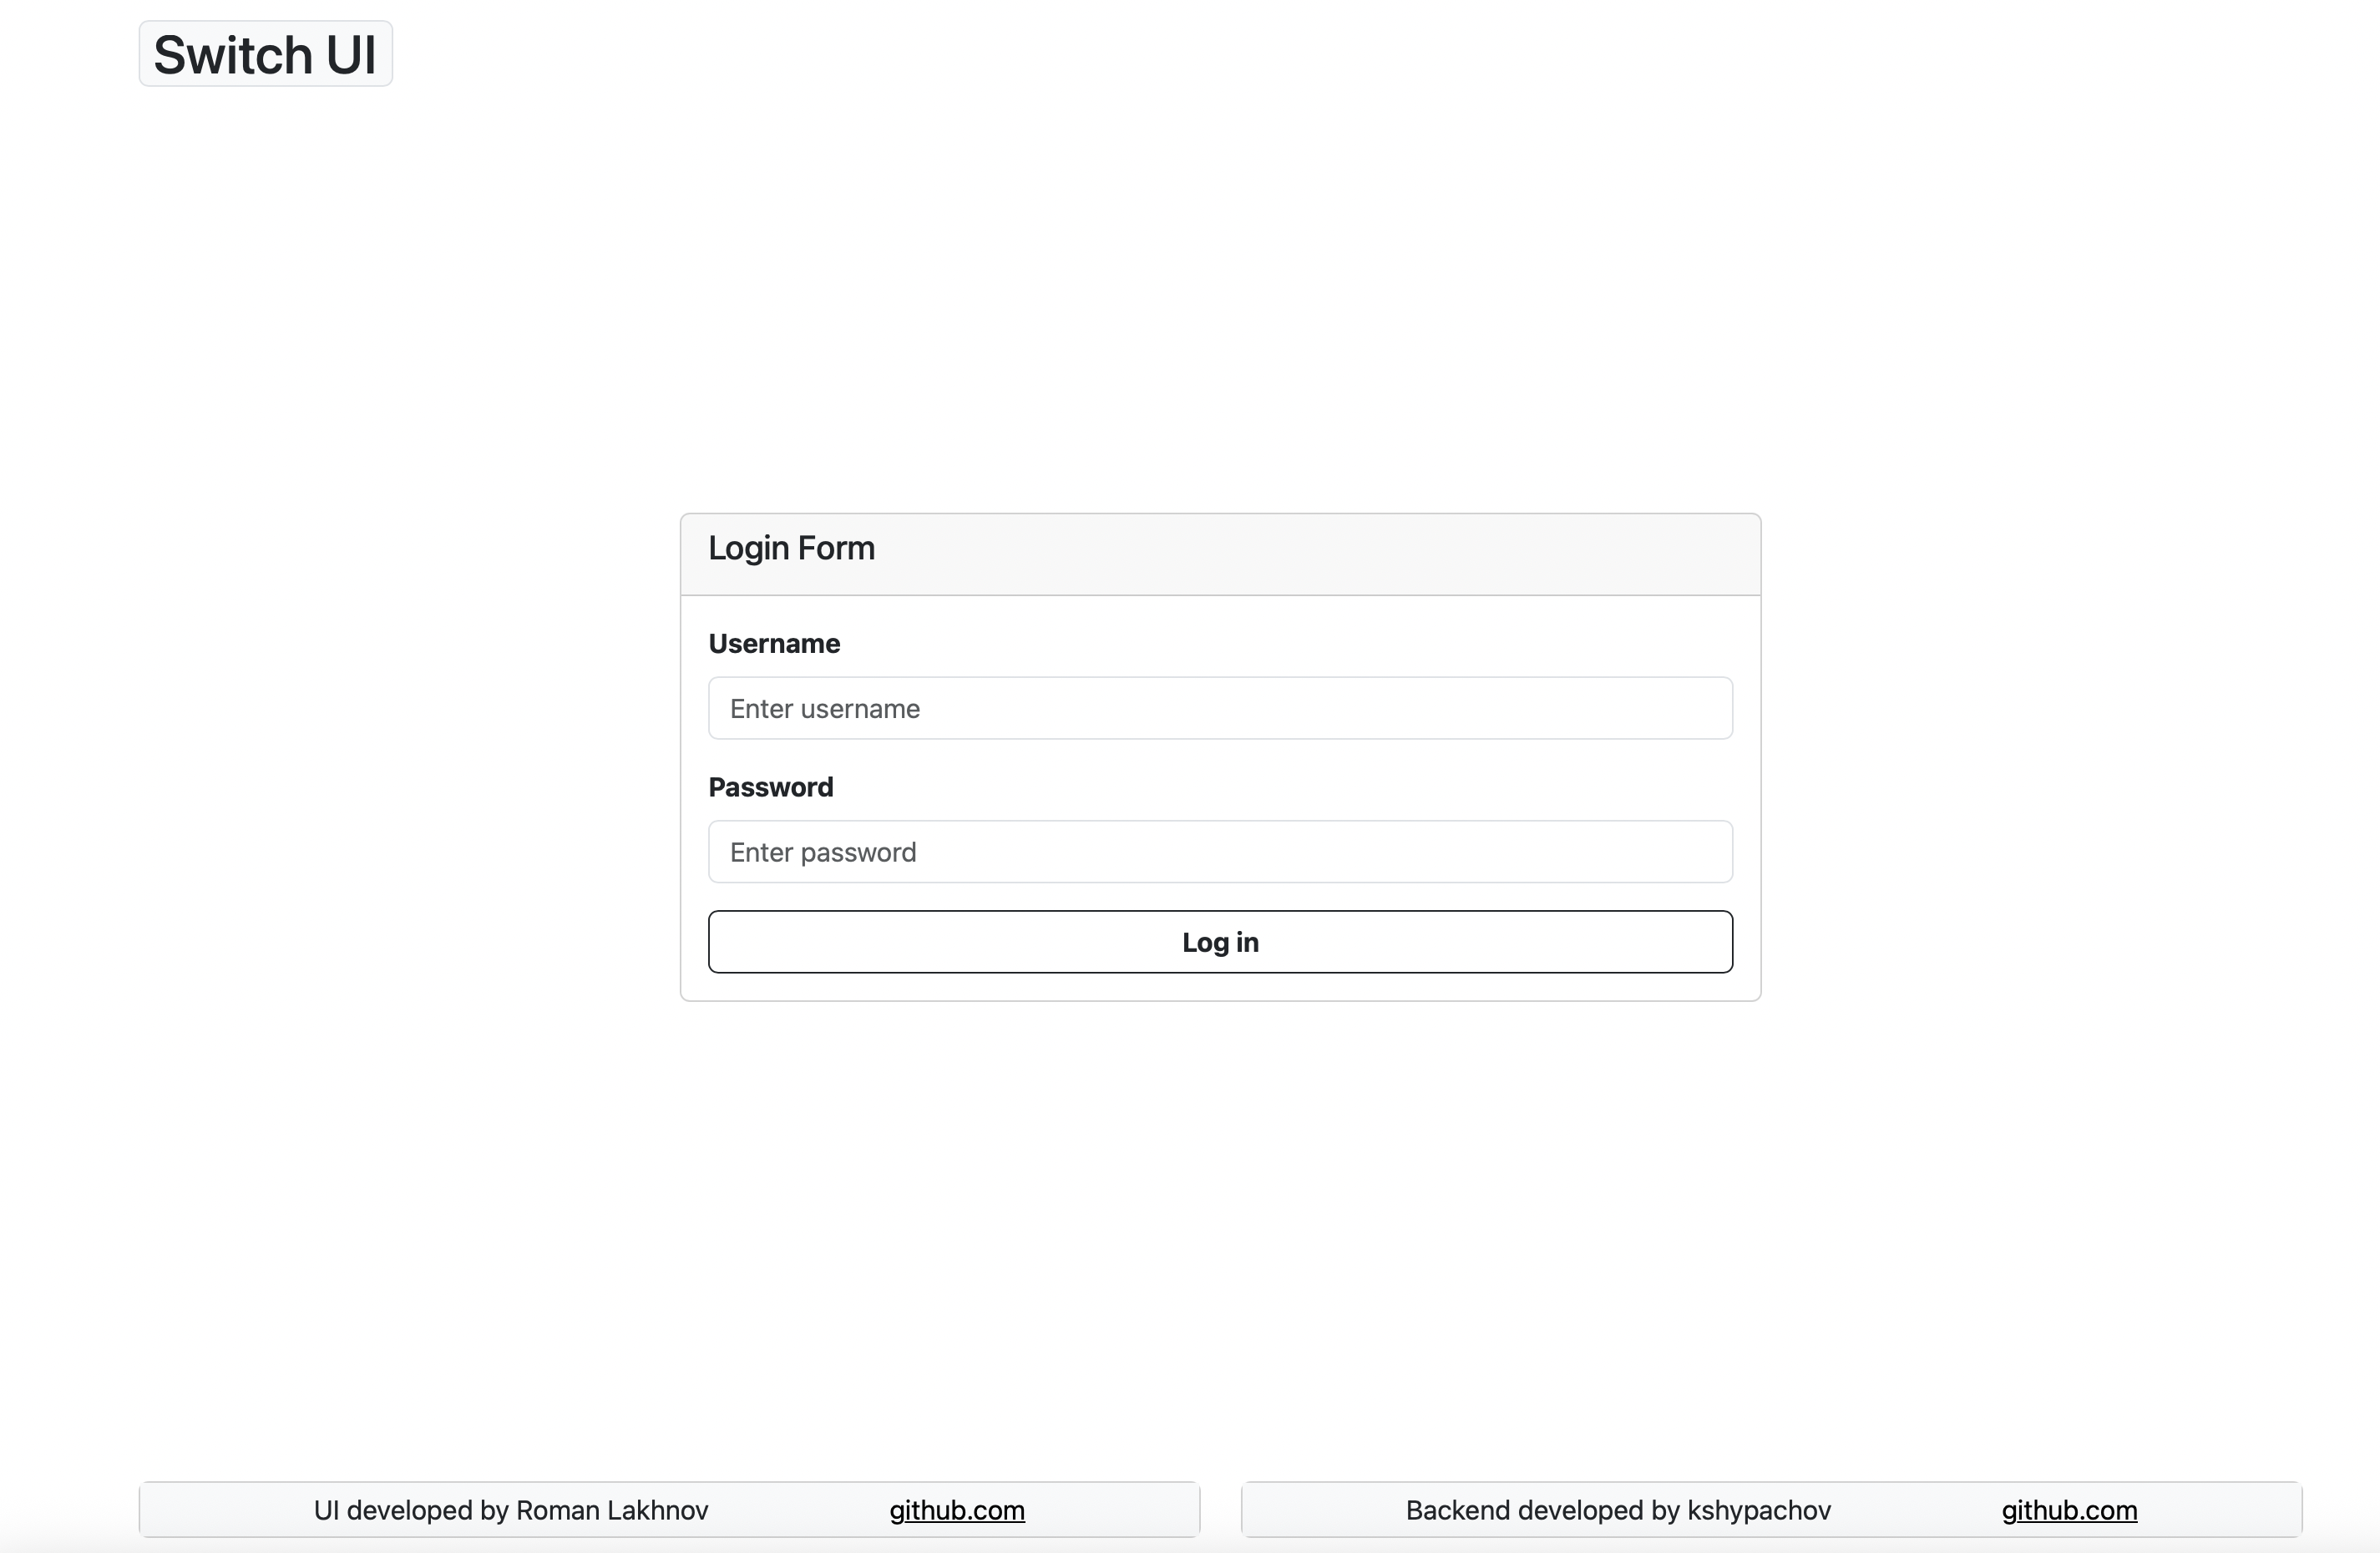 Switch UI
Login Form
Username
Enter username
Password
Enter password
Log in
UI developed by Roman Lakhnov github.com
Backend developed by kshypachov github.com